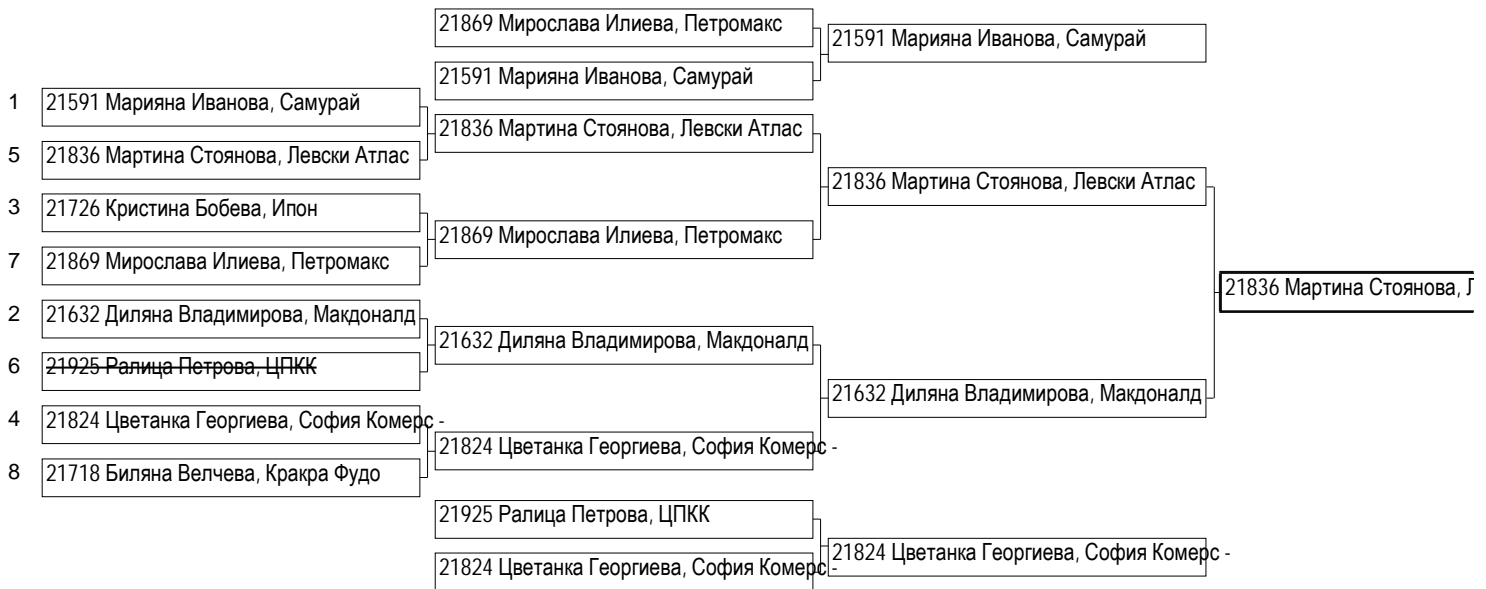 21869 Мирослава Илиева, Петромакс
21591 Марияна Иванова, Самурай
21591 Марияна Иванова, Самурай
1 21591 Марияна Иванова, Самурай
21836 Мартина Стоянова, Левски Атлас
5 21836 Мартина Стоянова, Левски Атлас
21836 Мартина Стоянова, Левски Атлас
3 21726 Кристина Бобева, Ипон
21869 Мирослава Илиева, Петромакс
7 21869 Мирослава Илиева, Петромакс
21836 Мартина Стоянова, Л
2 21632 Диляна Владимирова, Макдоналд
21632 Диляна Владимирова, Макдоналд
6 21925 Ралица Петрова, ЦПКК
21632 Диляна Владимирова, Макдоналд
4 21824 Цветанка Георгиева, София Комерс -
21824 Цветанка Георгиева, София Комерс -
8 21718 Биляна Велчева, Кракра Фудо
21925 Ралица Петрова, ЦПКК
21824 Цветанка Георгиева, София Комерс -
21824 Цветанка Георгиева, София Комерс -